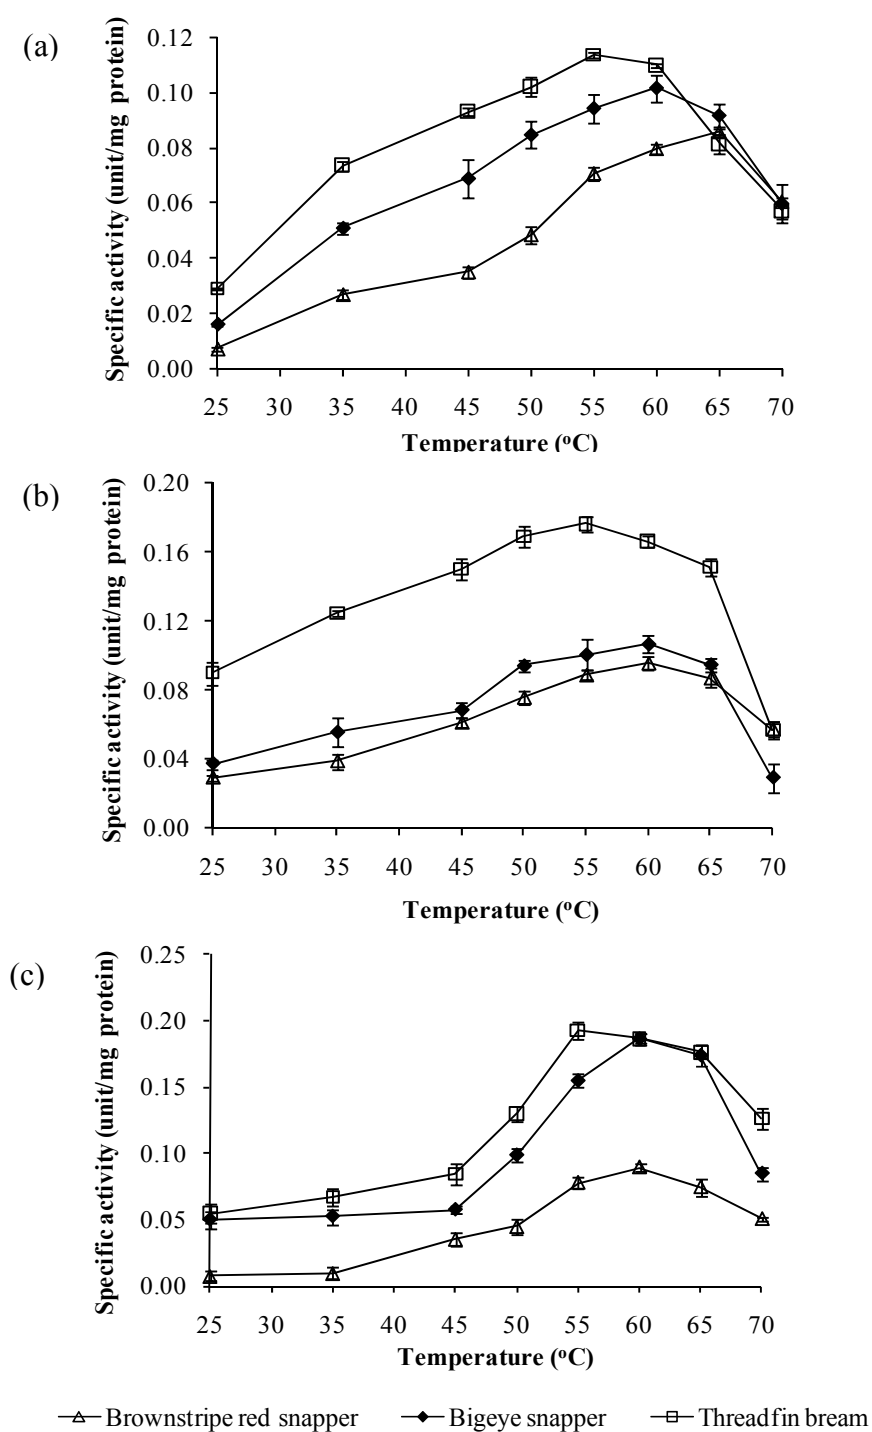 (a)
Specific activity (unit/mg protein)
0.12
0.10
0.08
0.06
0.04
0.02
0.00
25 30 35 40 45 50 55 60 65 70
Temperature (°C)
(b)
Specific activity (unit/mg protein)
0.20
0.16
0.12
0.08
0.04
0.00
25 30 35 40 45 50 55 60 65 70
Temperature (°C)
(c)
Specific activity (unit/mg protein)
0.25
0.20
0.15
0.10
0.05
0.00
25 30 35 40 45 50 55 60 65 70
Temperature (°C)
Brownstripe red snapper Bigeye snapper Threadfin bream